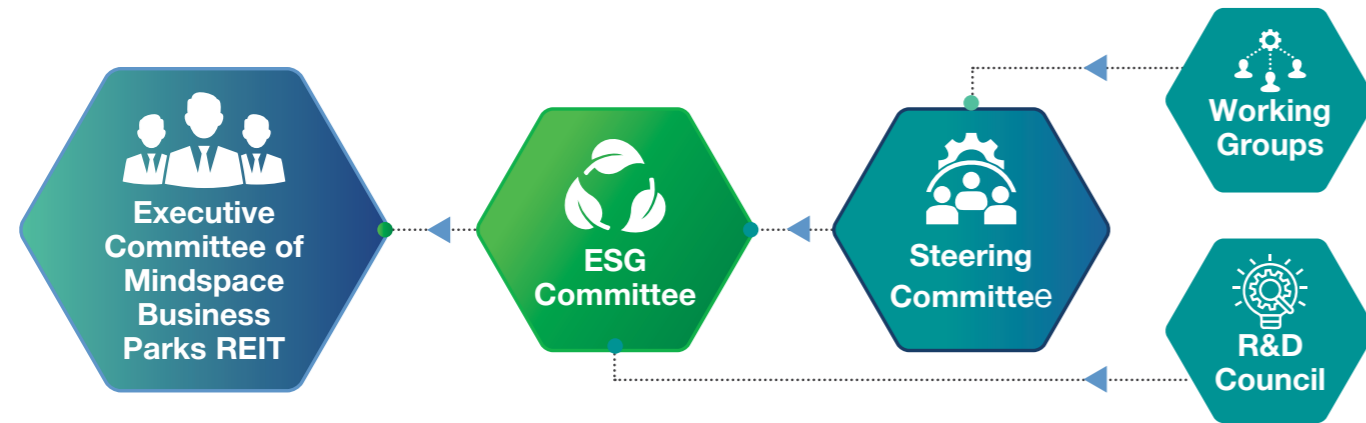 Executive
Committee of
Mindspace
Business
Parks REIT
ESG
Committee
Steering
Committee
Working
Groups
R&D
Council